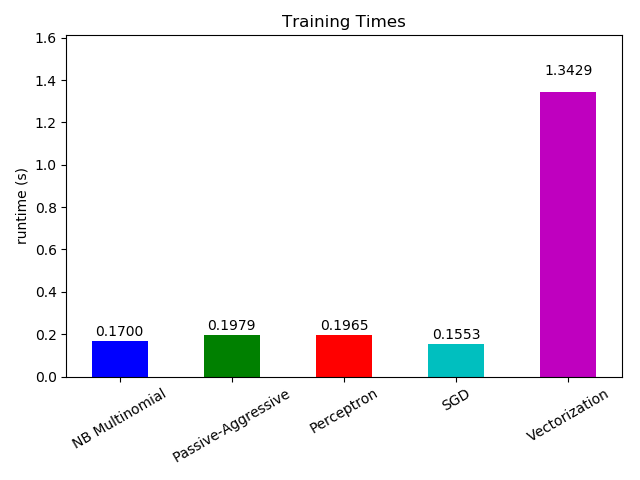 Training Times
1.6
1.4
1.2
1.0
0.8
0.6
0.4
0.2
0.0
runtime (s)
0.1700
0.1979
0.1965
0.1553
1.3429
NB Multinomial
Passive-Aggressive
Perceptron
SGD
Vectorization